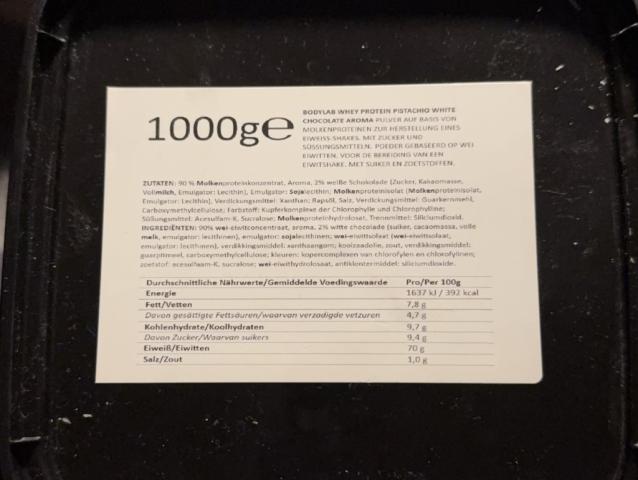 1000g℮
BODYLAB WHEY PROTEIN PISTACHIO WHITE
CHOCOLATE AROMA PULVER AUF BASIS VON
MOLKENPROTEINEN ZUR HERSTELLUNG EINES
EIWEISS-SHAKES. MIT ZUCKER UND
SÜSSUNGSMITTELN. POEDER GEBASEERD OP WEI
EIWITTEN, VOOR DE BEREIDING VAN EEN
EIWITSHAKE. MET SUIKER EN ZOETSTOFFEN.
ZUTATEN: 90 % Molkenproteinkonzentrat, Aroma, 2% weiße Schokolade (Zucker, Kakaomasse,
Vollmilch, Emulgator: Lecithin), Emulgator: Sojalecithin; Molkenproteinisolat (Molkenproteinisolat,
Emulgator: Lecithin), Verdickungsmittel: Xanthan; Rapsöl, Salz, Verdickungsmittel: Guarkernmehl,
Carboxymethylcellulose; Farbstoff: Kupferkomplexe der Chlorophylle und Chlorophylline;
Süßungsmittel: Acesulfam-K, Sucralose; Molkenproteinhydrolysat, Trennmittel: Siliciumdioxid.
INGREDIËNTEN: 90% wei-eiwitconcentraat, aroma, 2% witte chocolade (suiker, cacaomassa, volle
melk, emulgator: lecithinen), emulgator: sojalecithinen; wei-eiwitisolaat (wei-eiwitisolaat,
emulgator: lecithinen), verdikkingsmiddel: xanthaangom; koolzaadolie, zout, verdikkingsmiddel:
guarpitmeel, carboxymethylcellulose; kleuren: kopercomplexen van chlorofylen en chlorofylinen;
zoetstof: acesulfaam-K, sucralose; wei-eiwithydrolysaat, antiklontermiddel: siliciumdioxide.
Durchschnittliche Nährwerte/Gemiddelde Voedingswaarde Pro/Per 100g
Energie 1637 kJ / 392 kcal
Fett/Vetten 7,8 g
Davon gesättigte Fettsäuren/waarvan verzadigde vetzuren 4,7 g
Kohlenhydrate/Koolhydraten 9,7 g
Davon Zucker/Waarvan suikers 9,4 g
Eiweiß/Eiwitten 70 g
Salz/Zout 1,0 g